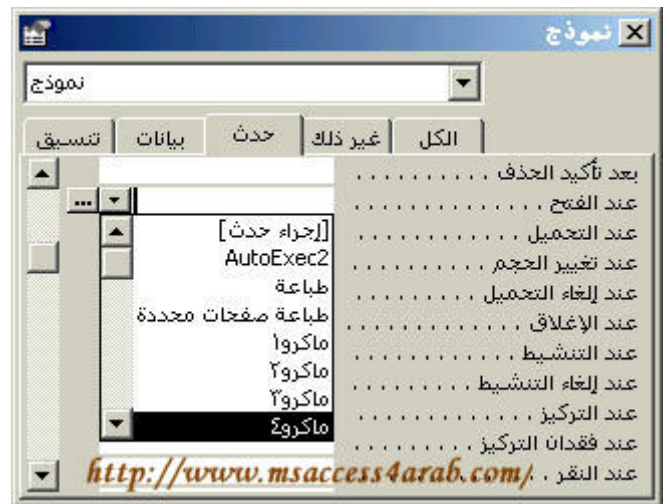 نموذج
نموذج
الكل غير ذلك حدث بيانات تنسيق
بعد تأكيد الحذف . . . . . . . . . .
عند الفتح . . . . . . . . . . . . . .
...
عند التحميل . . . . . . . . . . . .
عند تغيير الحجم . . . . . . . . . .
عند إلغاء التحميل . . . . . . . . .
عند الإغلاق . . . . . . . . . . . .
عند التنشيط . . . . . . . . . . . .
عند إلغاء التنشيط . . . . . . . . .
عند التركيز . . . . . . . . . . . .
عند فقدان التركيز . . . . . . . . .
عند النقر . .
[إجراء حدث]
AutoExec2
طباعة
طباعة صفحات محددة
ماكرو١
ماكرو٢
ماكرو٣
ماكرو٤
http://www.msaccess4arab.com/